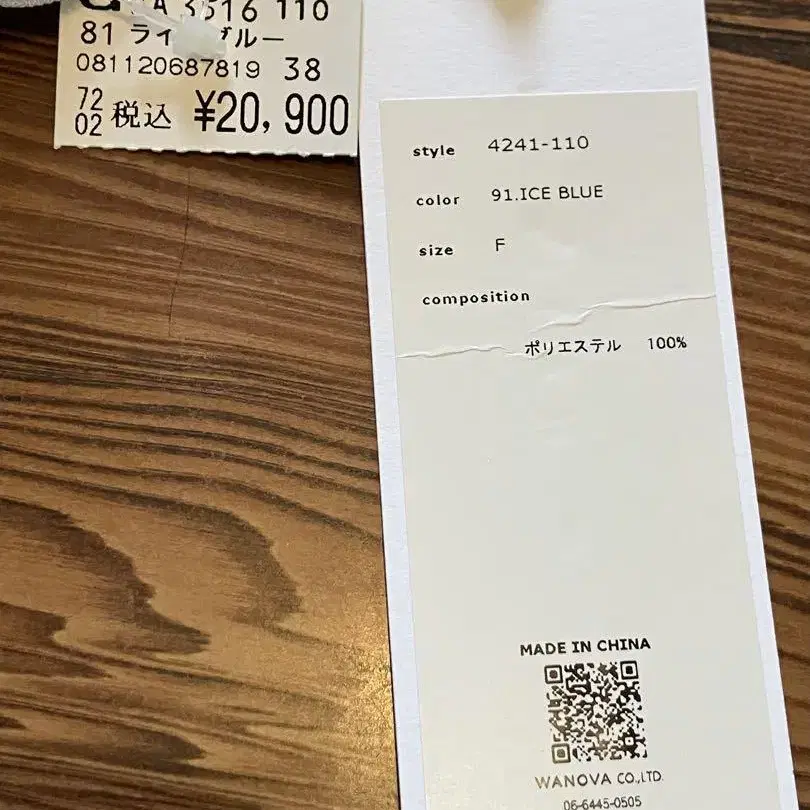 3516 110
81 ライ ブルー
081120687819 38
72
02 税込 ¥20,900
style 4241-110
color 91.ICE BLUE
size F
composition
ポリエステル 100%
MADE IN CHINA
WANOVA CO.,LTD.
06-6445-0505